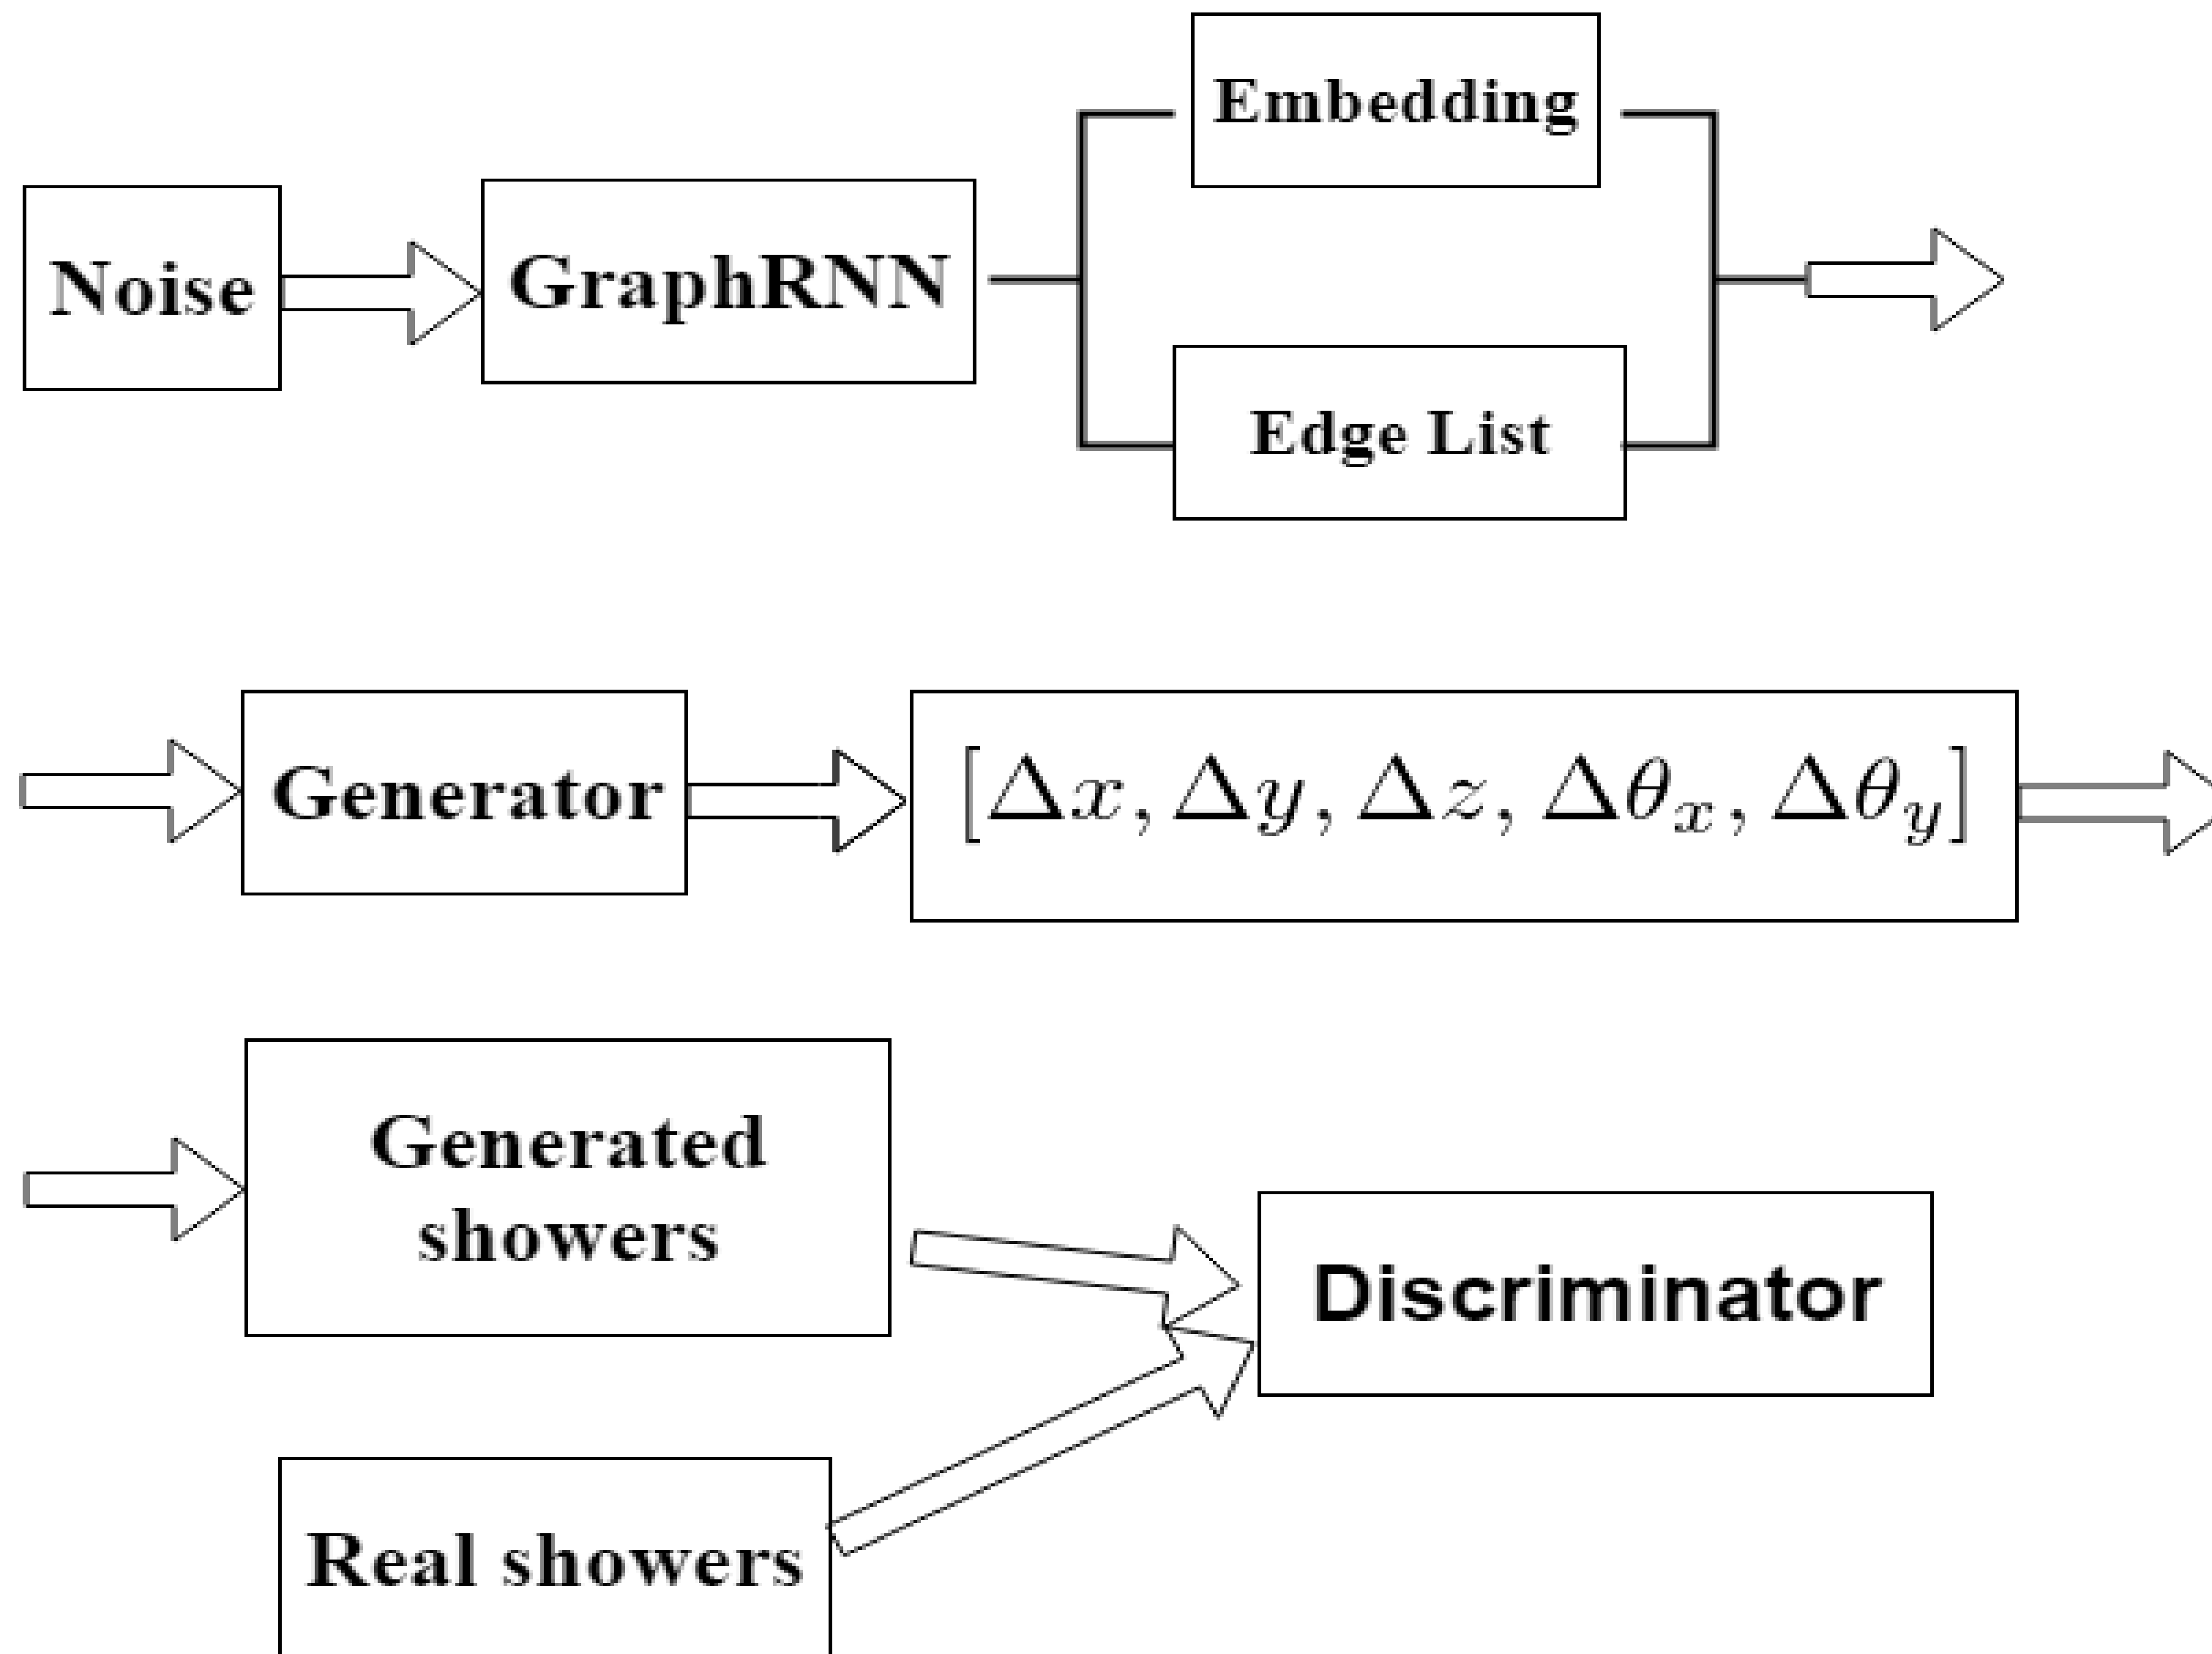 Embedding
Noise
GraphRNN
Edge List
Generator
[Δx, Δy, Δz, Δθ_x, Δθ_y]
Generated
showers
Discriminator
Real showers